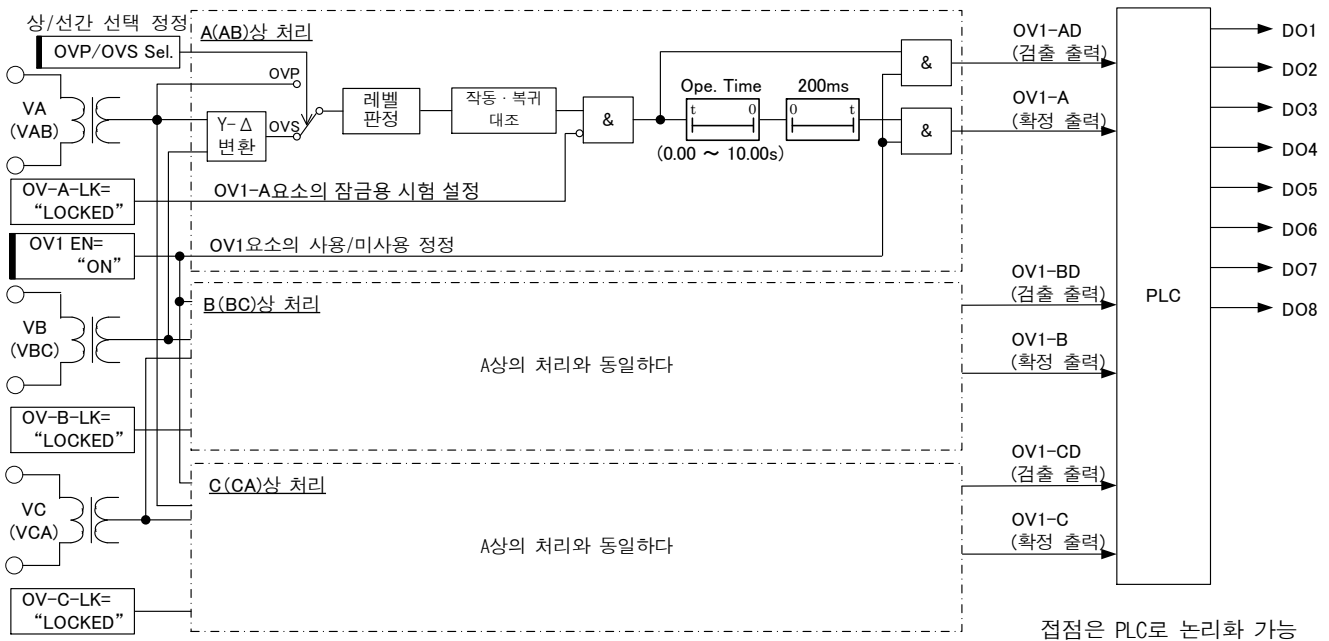 상/선간 선택 정정
OVP/OVS Sel.
A(AB)상 처리
VA
(VAB)
OVP
OVS
Y-Δ
변환
레벨
판정
작동·복귀
대조
&
Ope. Time
t 0
(0.00 ~ 10.00s)
200ms
0 t
&
&
OV1-AD
(검출 출력)
OV1-A
(확정 출력)
OV-A-LK=
“LOCKED”
OV1-A요소의 잠금용 시험 설정
OV1 EN=
“ON”
OV1요소의 사용/미사용 정정
VB
(VBC)
B(BC)상 처리
A상의 처리와 동일하다
OV1-BD
(검출 출력)
OV1-B
(확정 출력)
OV-B-LK=
“LOCKED”
VC
(VCA)
C(CA)상 처리
A상의 처리와 동일하다
OV1-CD
(검출 출력)
OV1-C
(확정 출력)
OV-C-LK=
“LOCKED”
PLC
DO1
DO2
DO3
DO4
DO5
DO6
DO7
DO8
접점은 PLC로 논리화 가능